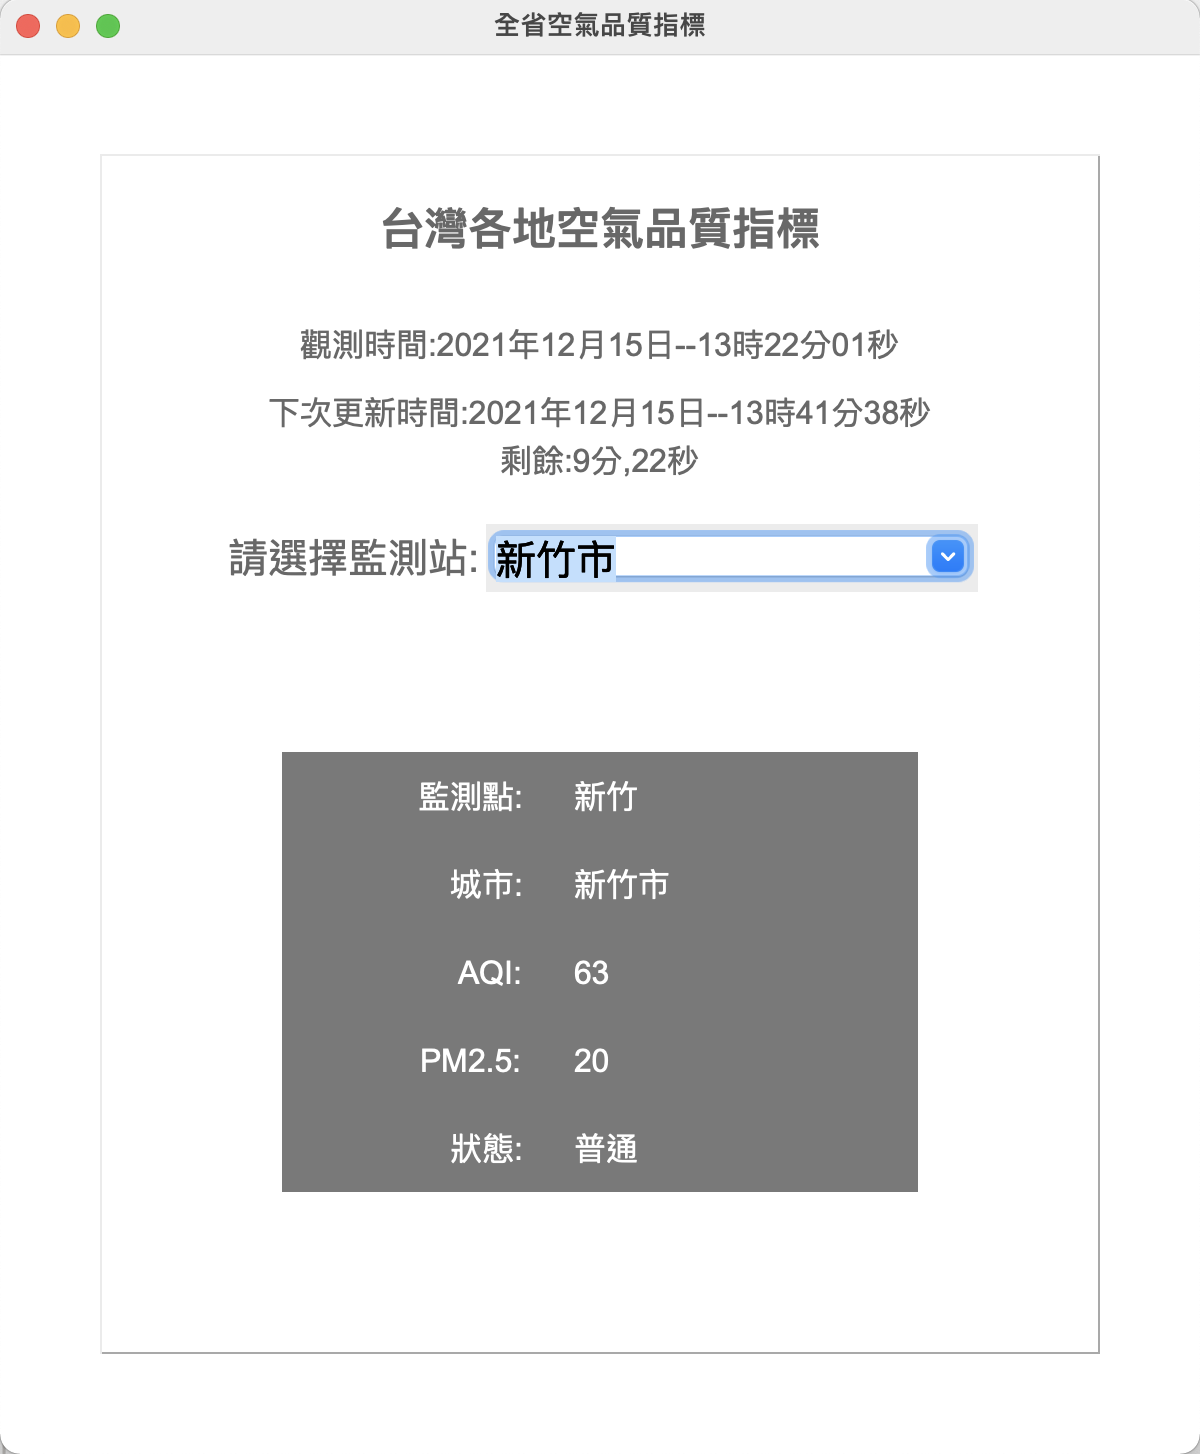 全省空氣品質指標
台灣各地空氣品質指標
觀測時間:2021年12月15日--13時22分01秒
下次更新時間:2021年12月15日--13時41分38秒
剩餘:9分,22秒
請選擇監測站: 新竹市
監測點: 新竹
城市: 新竹市
AQI: 63
PM2.5: 20
狀態: 普通